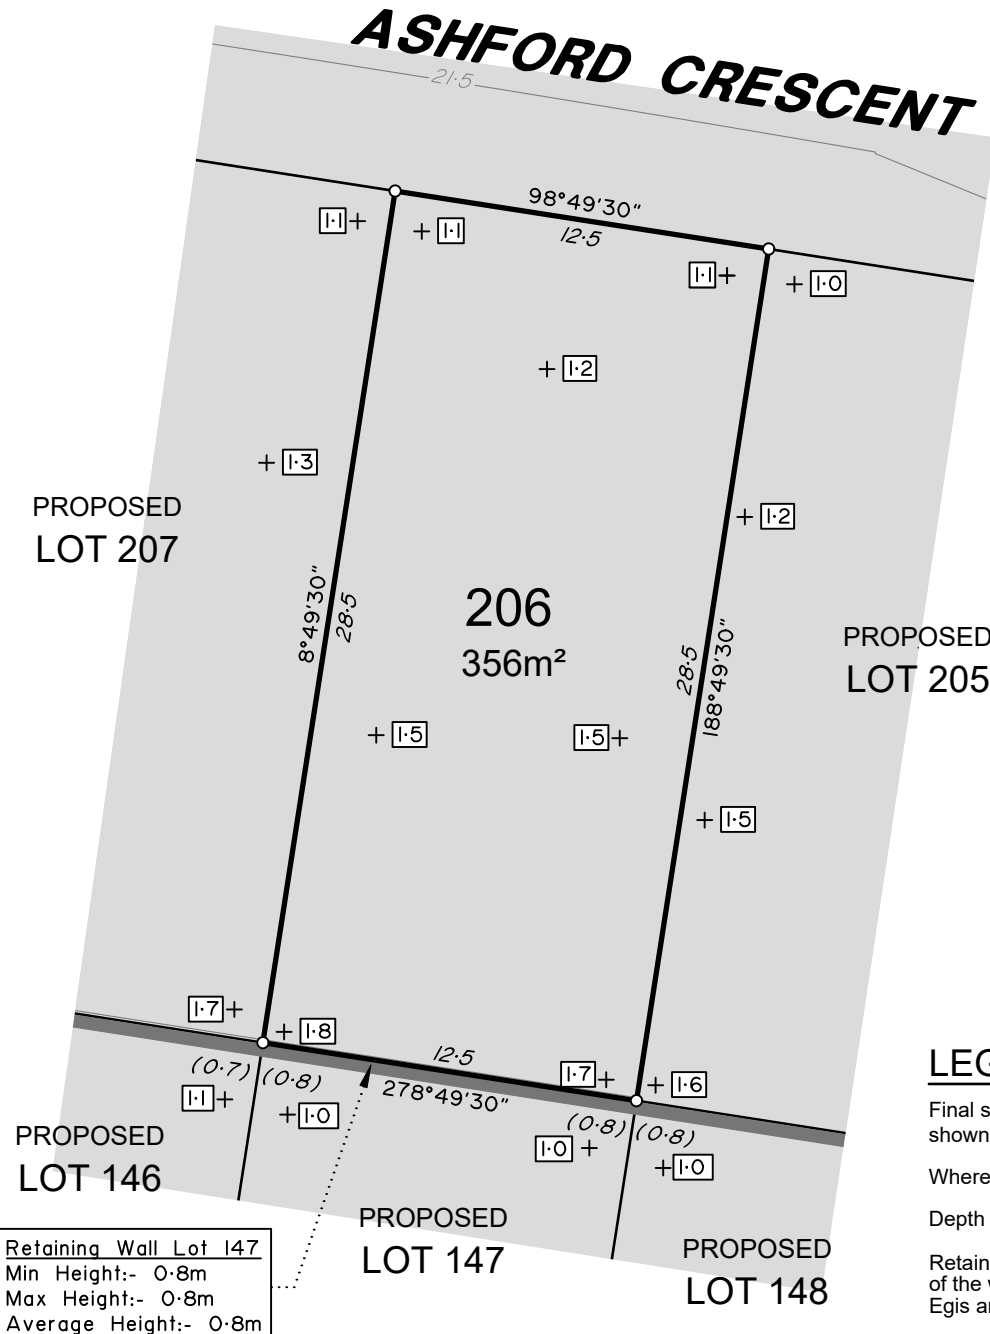 ASHFORD CRESCENT
21·5
98°49'30"
12·5
1·1
1·1
1·1
1·0
1·2
1·3
1·2
PROPOSED
LOT 207
8°49'30"
28·5
206
356m²
28·5
188°49'30"
PROPOSED
LOT 205
1·5
1·5
1·5
1·7
1·8
12·5
278°49'30"
1·7
1·6
(0·7)
(0·8)
(0·8)
(0·8)
1·1
1·0
1·0
1·0
PROPOSED
LOT 146
PROPOSED
LOT 147
PROPOSED
LOT 148
Retaining Wall Lot 147
Min Height:- 0·8m
Max Height:- 0·8m
Average Height:- 0·8m
LEG
Final s
shown
Where
Depth
Retain
of the
Egis a